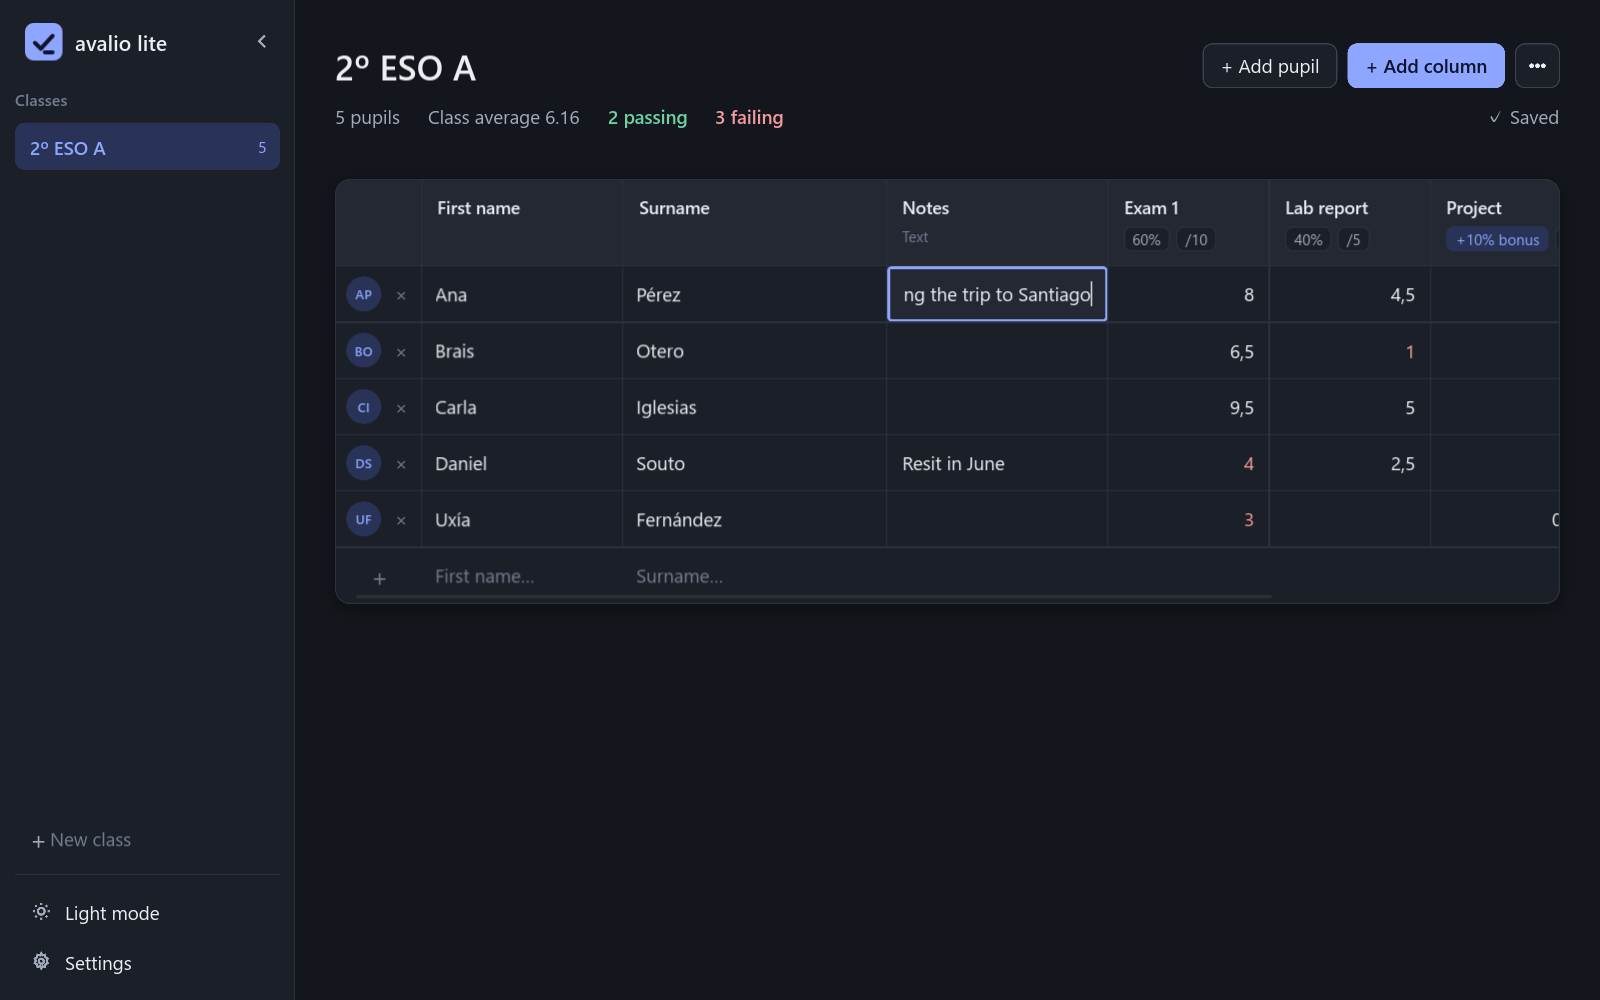 avalio lite
Classes
2º ESO A 5
+ New class
Light mode
Settings
2º ESO A
+ Add pupil
+ Add column
5 pupils Class average 6.16 2 passing 3 failing
✓ Saved
First name Surname Notes Exam 1 Lab report Project
Text 60% /10 40% /5 +10% bonus
AP × Ana Pérez ng the trip to Santiago 8 4,5
BO × Brais Otero 6,5 1
CI × Carla Iglesias 9,5 5
DS × Daniel Souto Resit in June 4 2,5
UF × Uxía Fernández 3
+ First name... Surname...